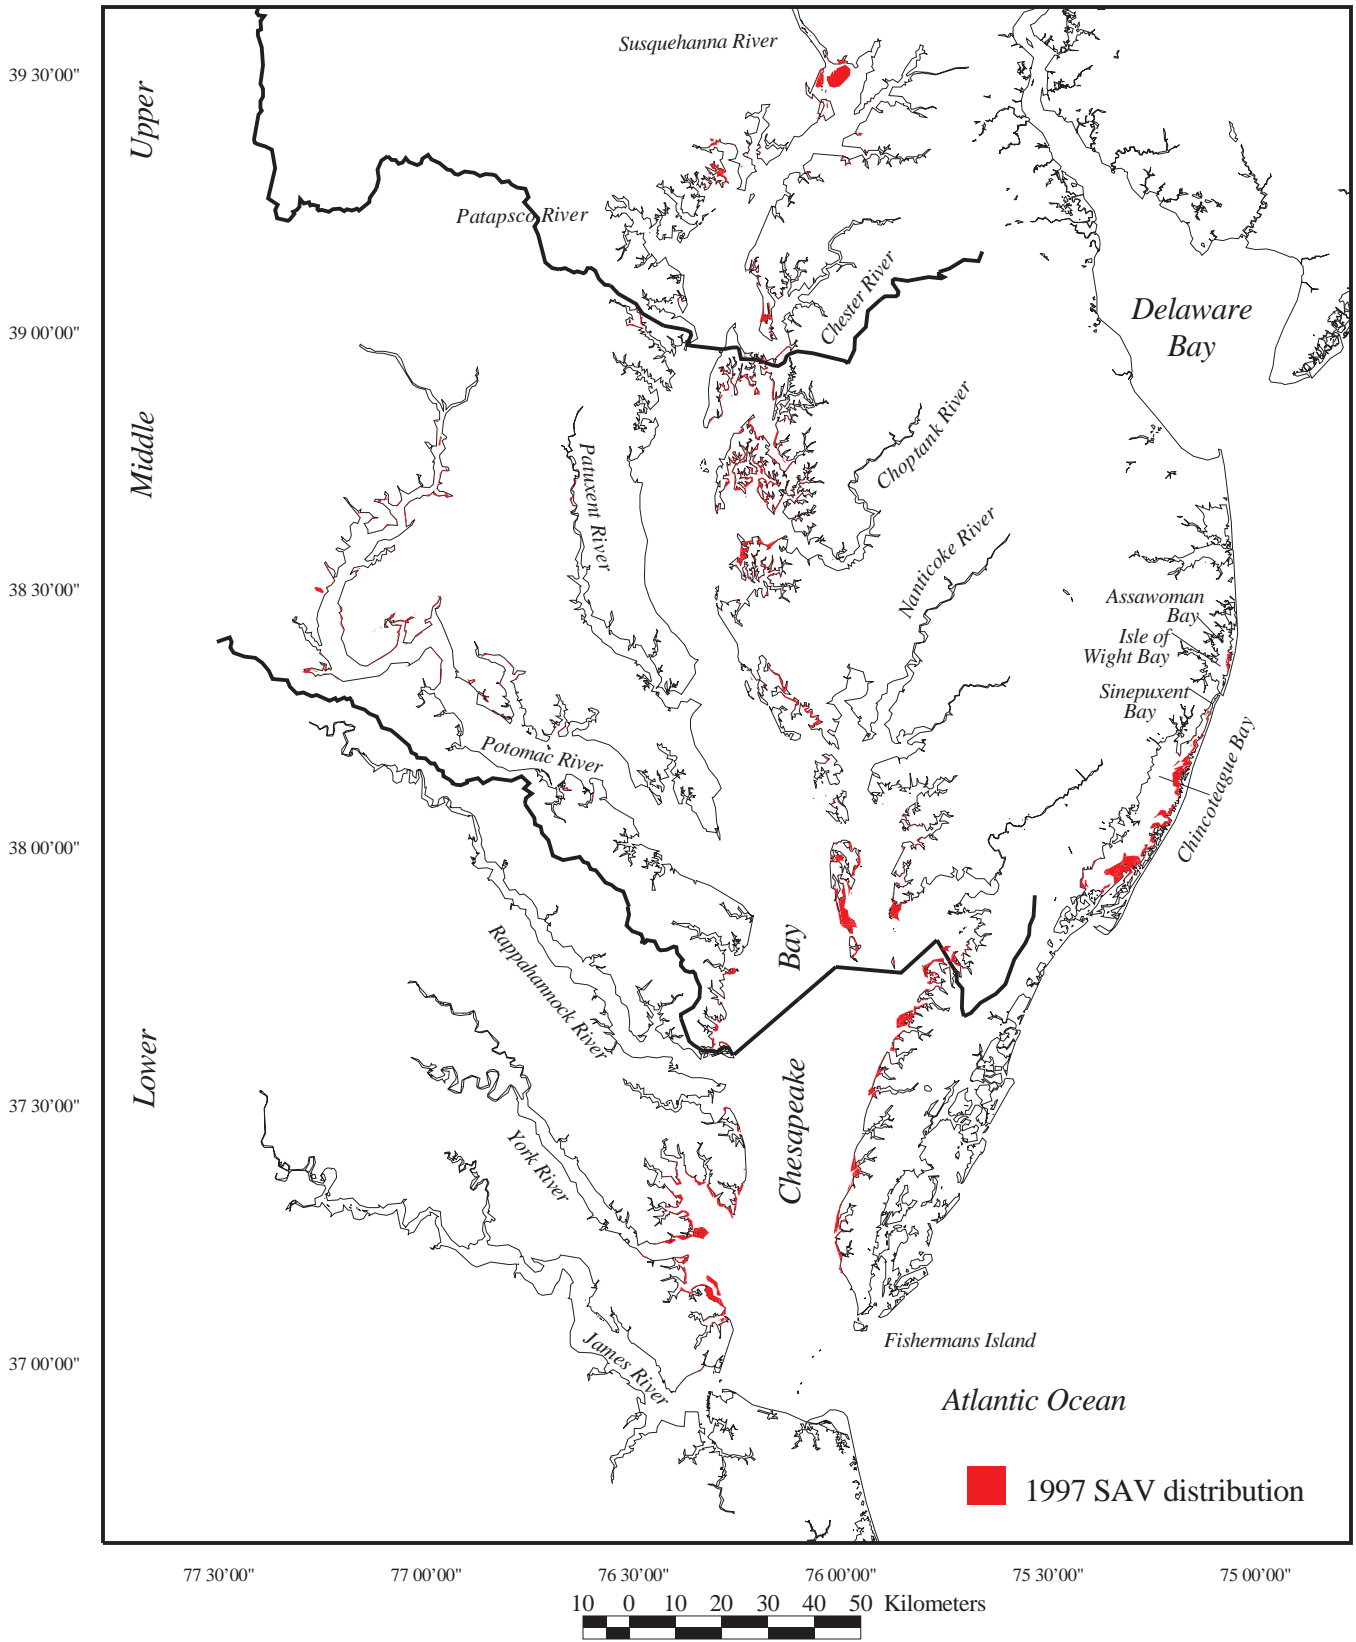 Susquehanna River
39 30’00"
Upper
Patapsco River
Chester River
39 00’00"
Delaware
Bay
Middle
Choptank River
Patuxent River
Nanticoke River
38 30’00"
Assawoman
Bay
Isle of
Wight Bay
Sinepuxent
Bay
Chincoteague Bay
Potomac River
38 00’00"
Rappahannock River
Bay
Lower
Chesapeake
37 30’00"
York River
James River
Fishermans Island
37 00’00"
Atlantic Ocean
1997 SAV distribution
77 30’00"
77 00’00"
76 30’00"
76 00’00"
75 30’00"
75 00’00"
10 0 10 20 30 40 50 Kilometers